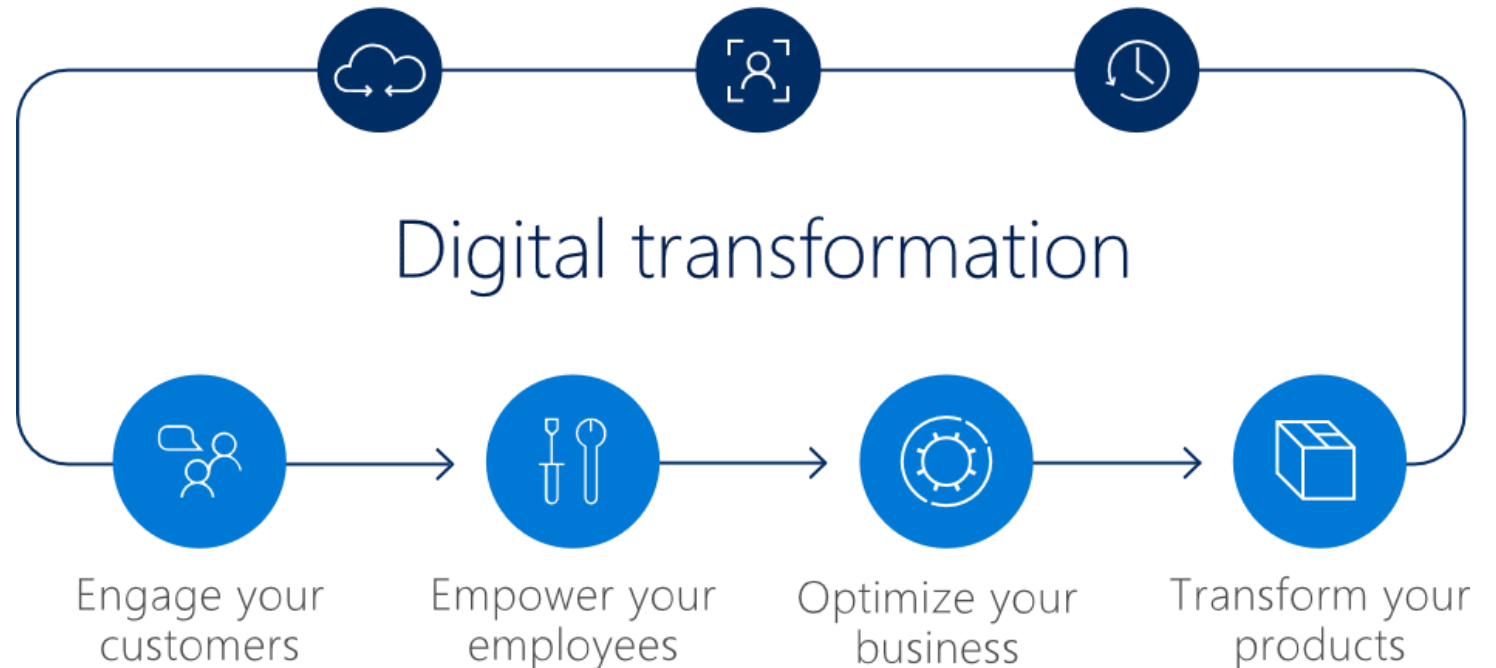 Digital transformation
Engage your
customers
Empower your
employees
Optimize your
business
Transform your
products